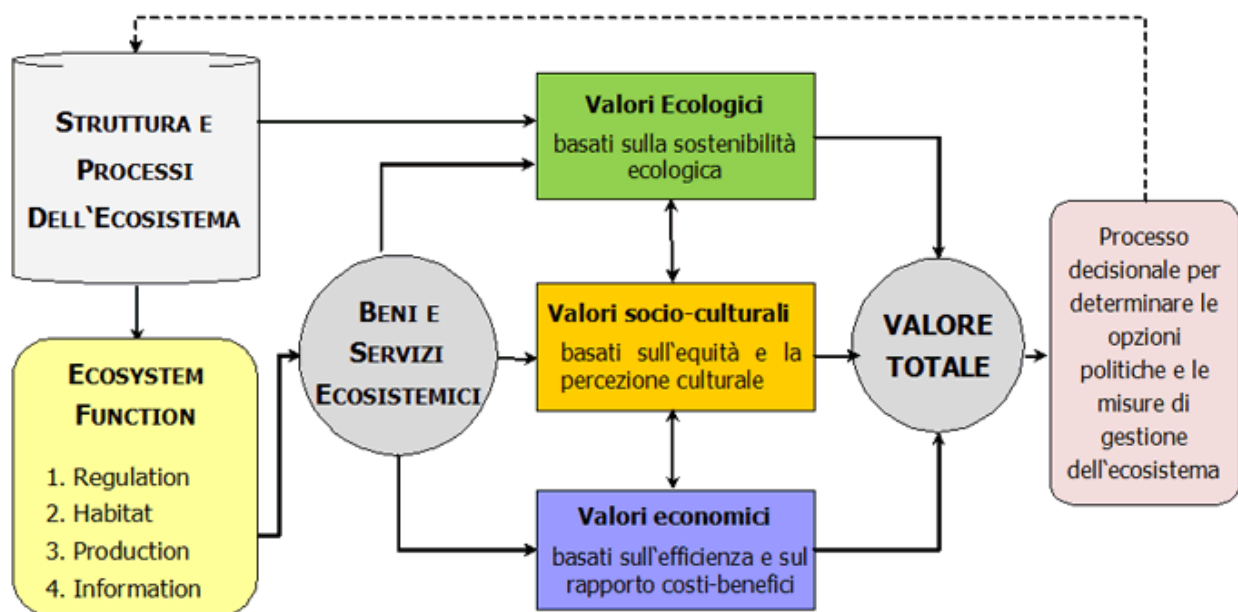 STRUTTURA E
PROCESSI
DELL`ECOSISTEMA
ECOSYSTEM
FUNCTION
1. Regulation
2. Habitat
3. Production
4. Information
BENI E
SERVIZI
ECOSISTEMICI
Valori Ecologici
basati sulla sostenibilità
ecologica
Valori socio-culturali
basati sull'equità e la
percezione culturale
Valori economici
basati sull'efficienza e sul
rapporto costi-benefici
VALORE
TOTALE
Processo
decisionale per
determinare le
opzioni
politiche e le
misure di
gestione
dell'ecosistema